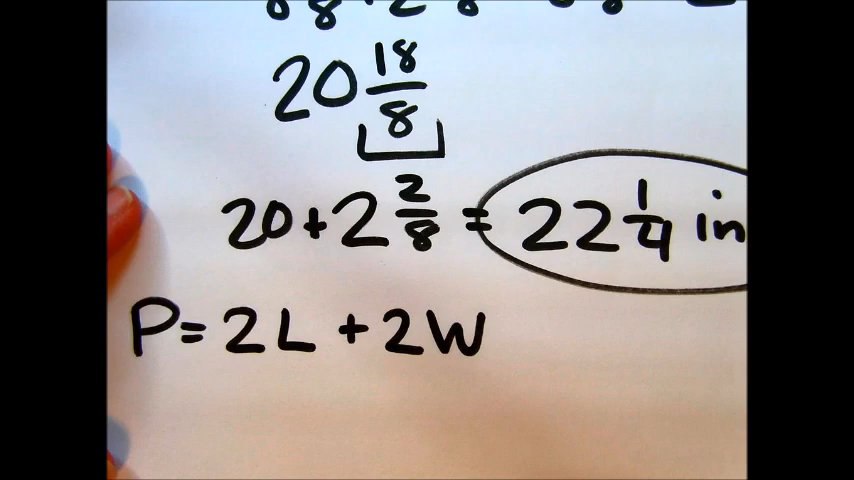 20 18/8
20 + 2 2/8 = 22 1/4 in
P = 2L + 2W